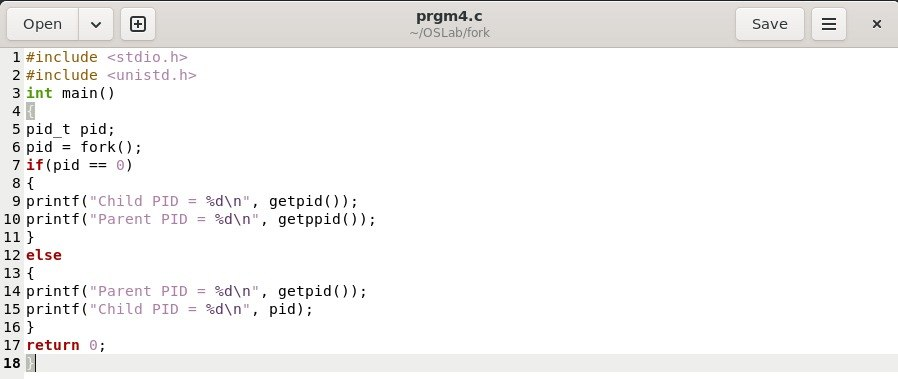 Open
prgm4.c
~/OSLab/fork
Save
1 #include <stdio.h>
2 #include <unistd.h>
3 int main()
4 {
5 pid_t pid;
6 pid = fork();
7 if(pid == 0)
8 {
9 printf("Child PID = %d\n", getpid());
10 printf("Parent PID = %d\n", getppid());
11 }
12 else
13 {
14 printf("Parent PID = %d\n", getpid());
15 printf("Child PID = %d\n", pid);
16 }
17 return 0;
18 }